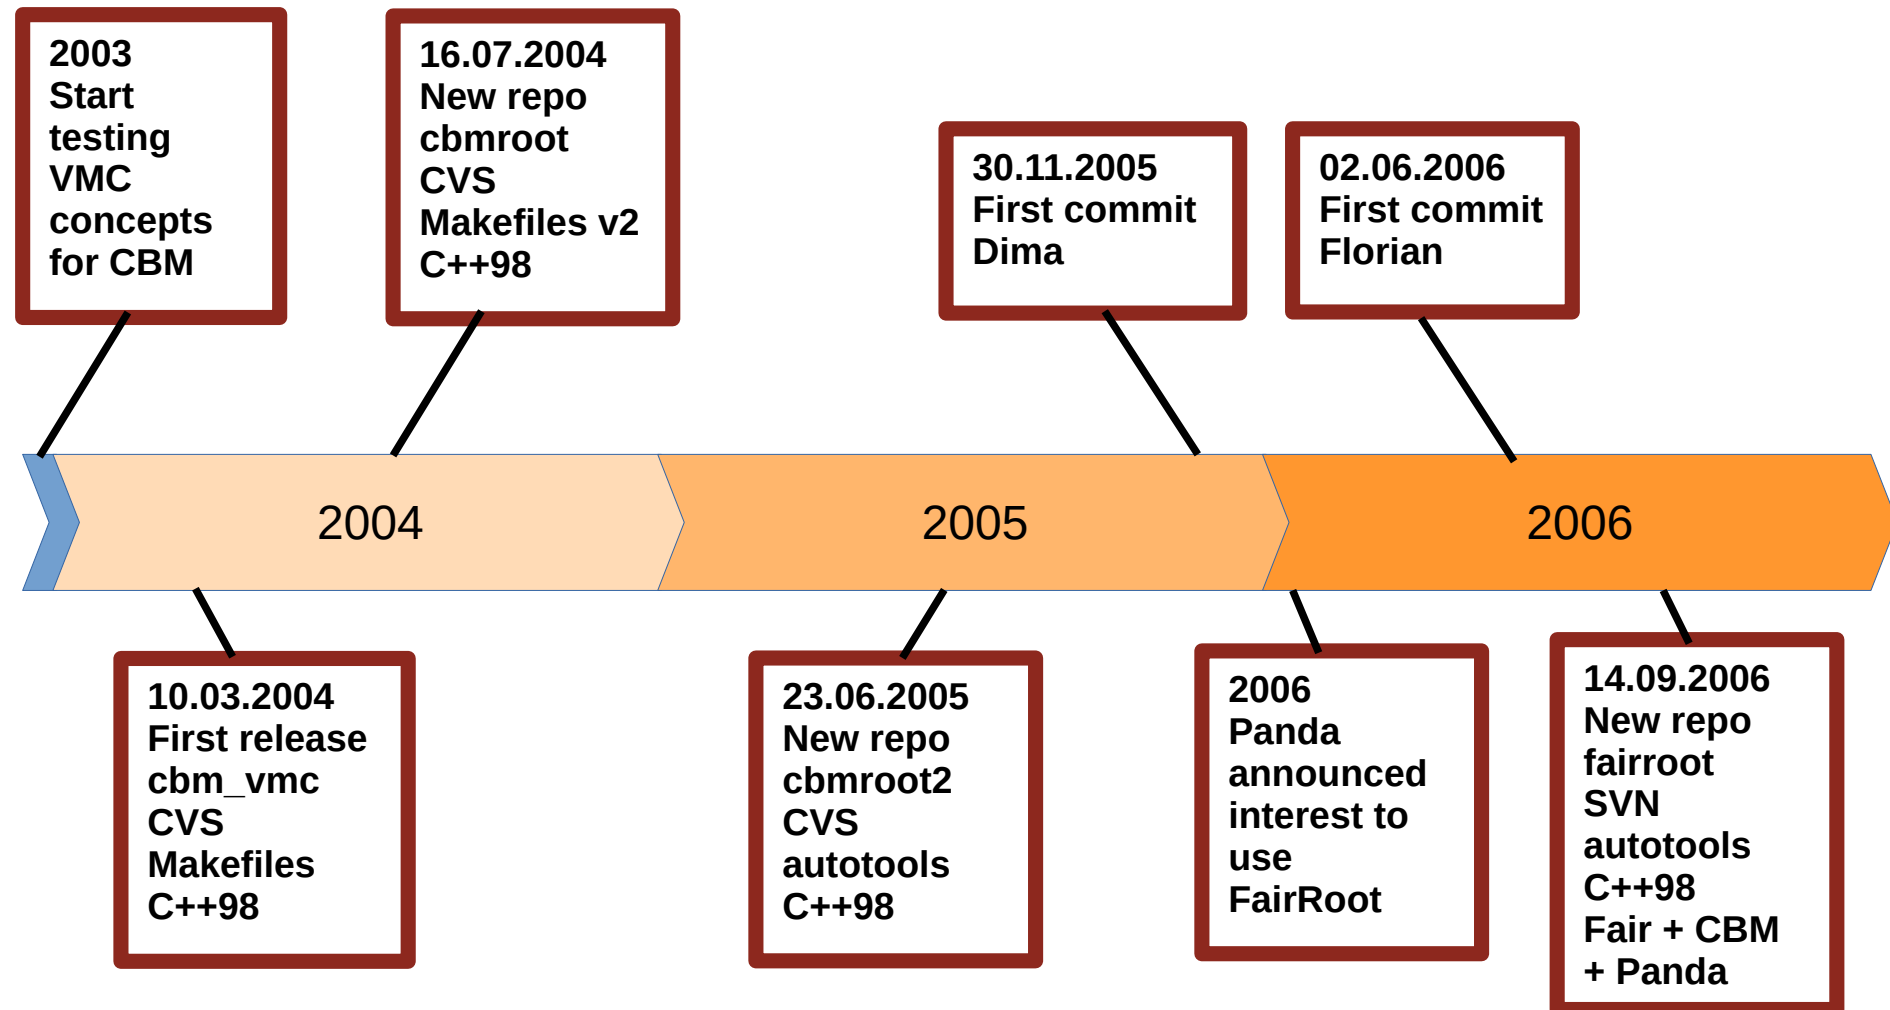 2003
Start
testing
VMC
concepts
for CBM
16.07.2004
New repo
cbmroot
CVS
Makefiles v2
C++98
30.11.2005
First commit
Dima
02.06.2006
First commit
Florian
2004
2005
2006
10.03.2004
First release
cbm_vmc
CVS
Makefiles
C++98
23.06.2005
New repo
cbmroot2
CVS
autotools
C++98
2006
Panda
announced
interest to
use
FairRoot
14.09.2006
New repo
fairroot
SVN
autotools
C++98
Fair + CBM
+ Panda